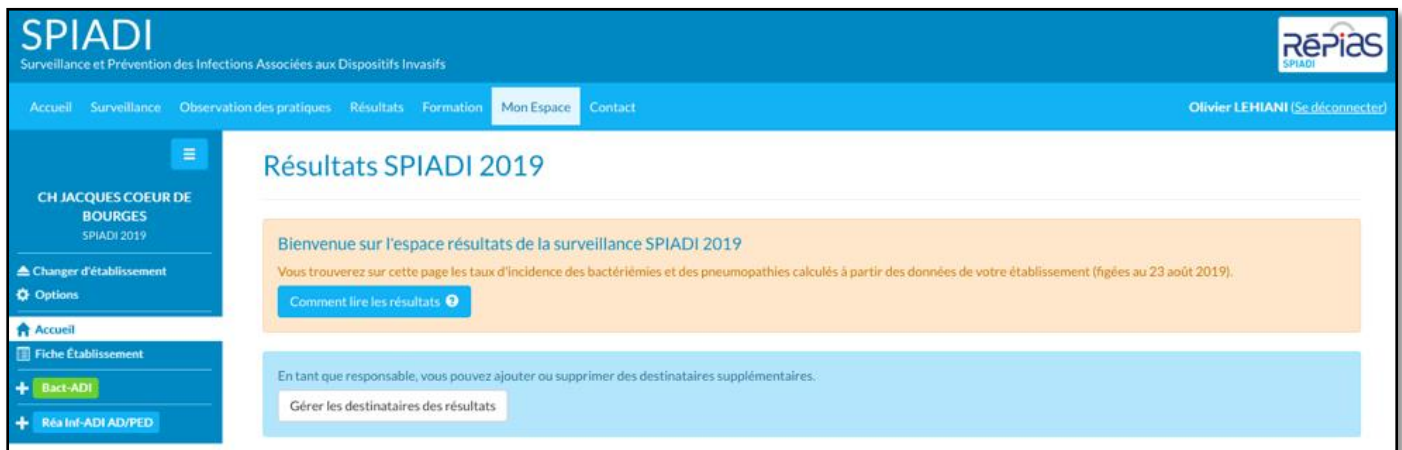 SPIADI
Surveillance et Prévention des Infections Associées aux Dispositifs Invasifs
RéPias
SPIADI
Accueil Surveillance Observation des pratiques Résultats Formation Mon Espace Contact Olivier LEHIANI (Se déconnecter)
CH JACQUES COEUR DE
BOURGES
SPIADI 2019
Changer d'établissement
Options
Accueil
Fiche Établissement
Bact-ADI
Réa Inf-ADI AD/PED
Résultats SPIADI 2019
Bienvenue sur l'espace résultats de la surveillance SPIADI 2019
Vous trouverez sur cette page les taux d'incidence des bactériémies et des pneumopathies calculés à partir des données de votre établissement (figées au 23 août 2019).
Comment lire les résultats ?
En tant que responsable, vous pouvez ajouter ou supprimer des destinataires supplémentaires.
Gérer les destinataires des résultats